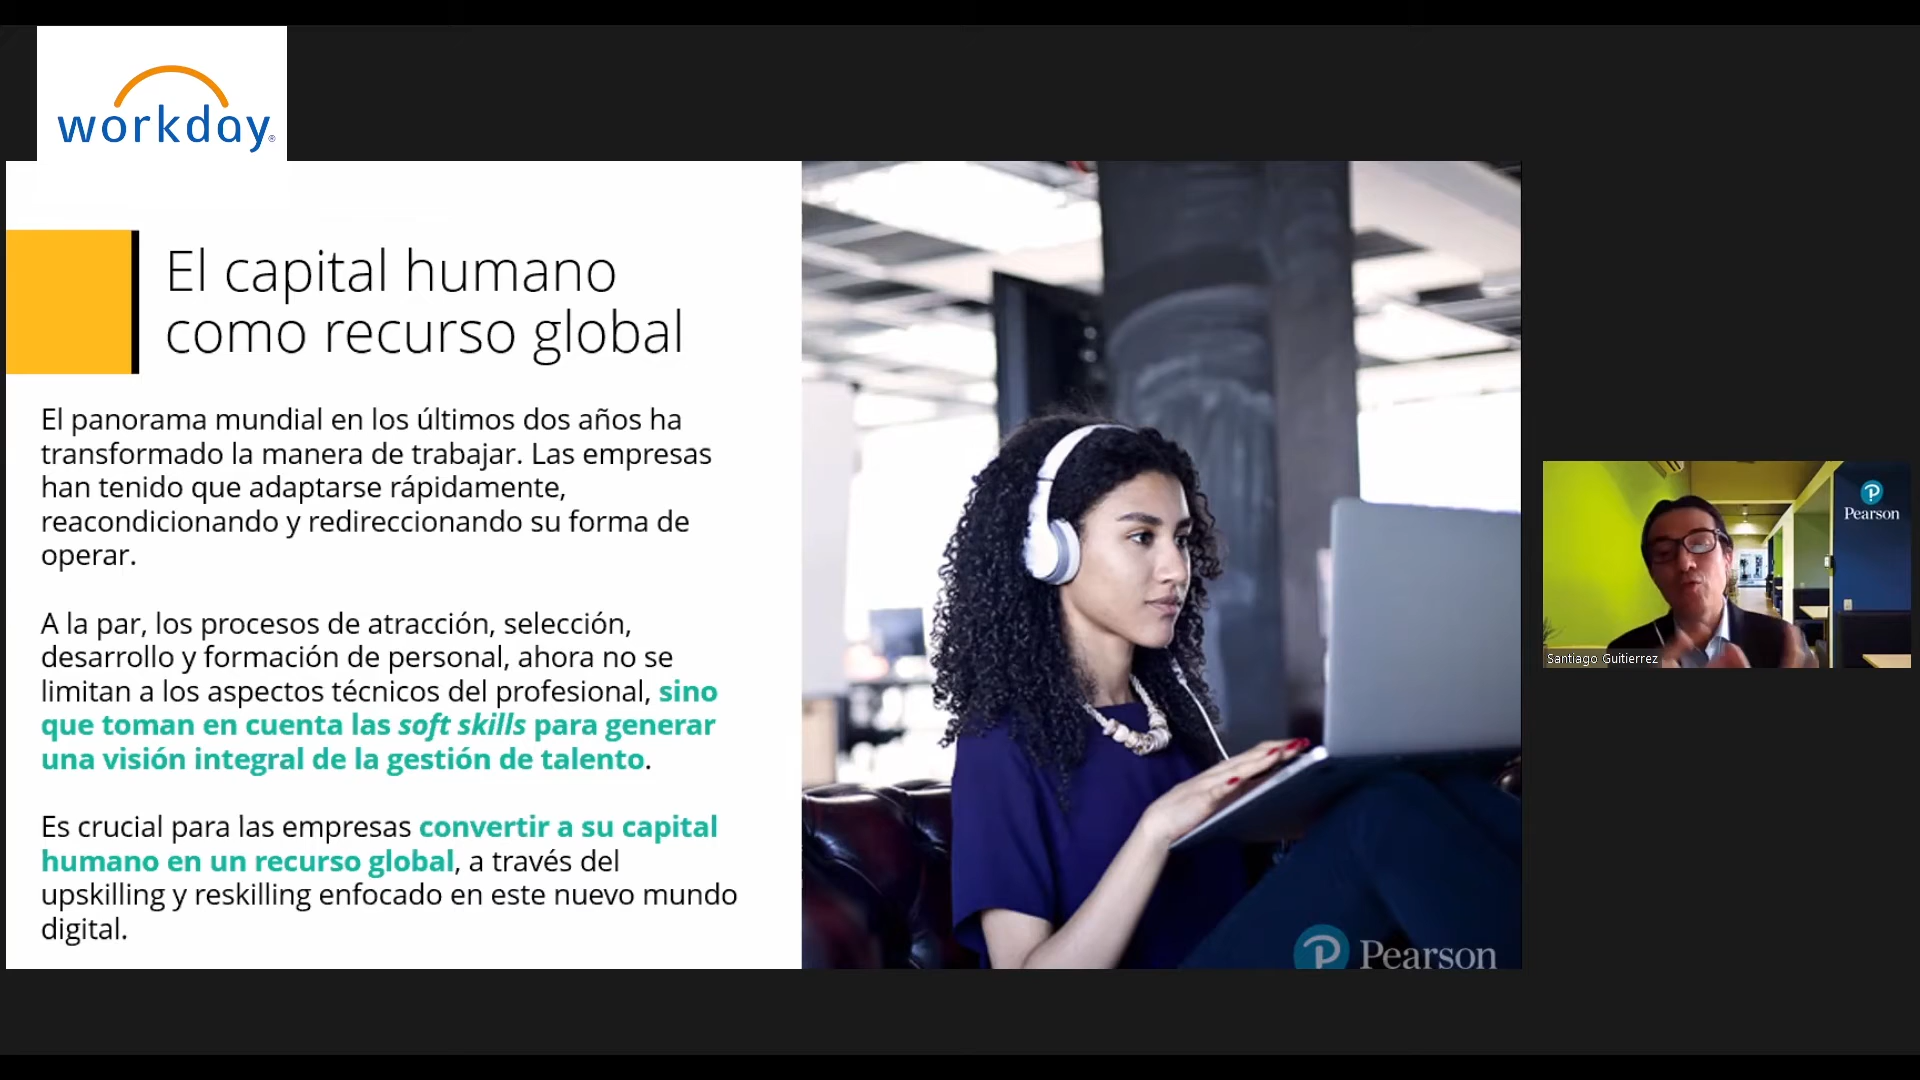 workday®
El capital humano
como recurso global
El panorama mundial en los últimos dos años ha
transformado la manera de trabajar. Las empresas
han tenido que adaptarse rápidamente,
reacondicionando y redireccionando su forma de
operar.
A la par, los procesos de atracción, selección,
desarrollo y formación de personal, ahora no se
limitan a los aspectos técnicos del profesional, sino
que toman en cuenta las soft skills para generar
una visión integral de la gestión de talento.
Es crucial para las empresas convertir a su capital
humano en un recurso global, a través del
upskilling y reskilling enfocado en este nuevo mundo
digital.
Pearson
Pearson
Santiago Guitierrez